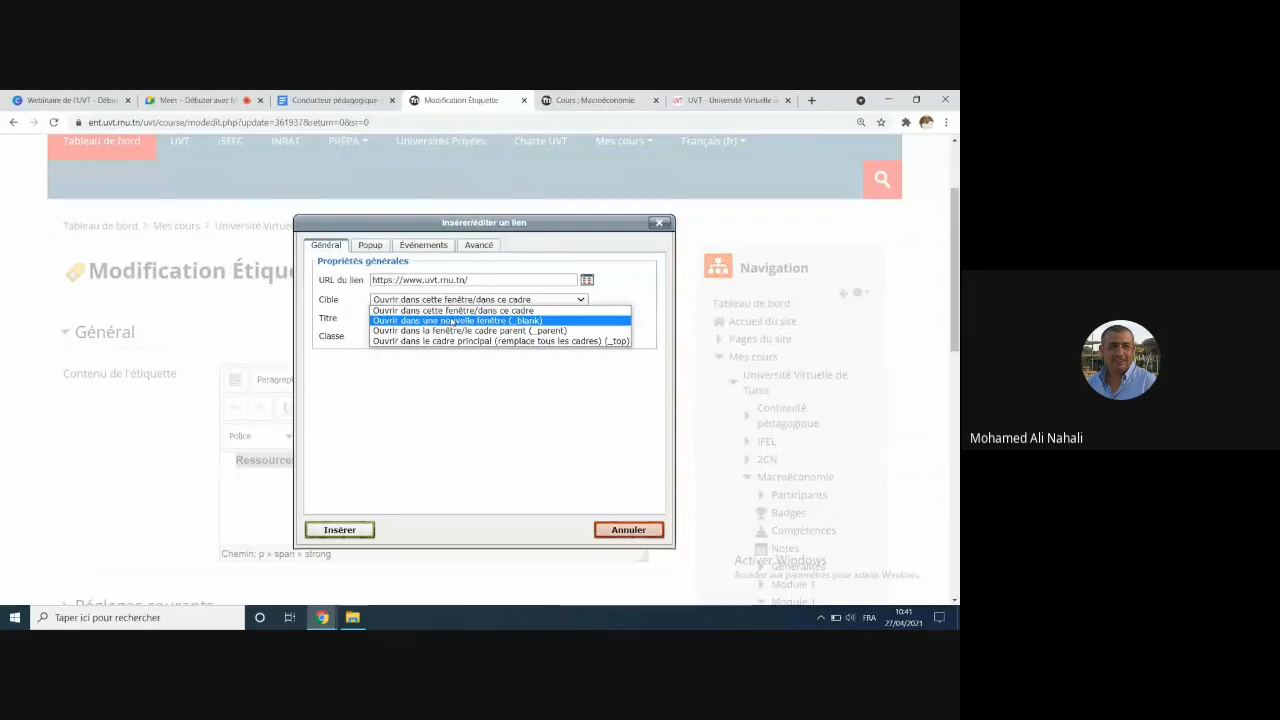 Webinaire de l'UVT - Débu
Meet – Débuter avec M
Conducteur pédagogique
Modification Étiquette
Cours : Macroéconomie
UVT - Université Virtuelle d
ent.uvt.rnu.tn/uvt/course/modedit.php?update=361937&return=0&sr=0
Tableau de bord
UVT
ISEFC
INRAT
PRÉPA
Universités Privées
Charte UVT
Mes cours
Français (fr)
Tableau de bord
Mes cours
Université Virtue
Modification Étique
Général
Contenu de l'étiquette
Paragrap
Police
Ressource
Chemin: p » span » strong
Réglages courants
Insérer/éditer un lien
Général
Popup
Événements
Avancé
Propriétés générales
URL du lien
https://www.uvt.rnu.tn/
Cible
Ouvrir dans cette fenêtre/dans ce cadre
Ouvrir dans cette fenêtre/dans ce cadre
Titre
Ouvrir dans une nouvelle fenêtre (_blank)
Ouvrir dans la fenêtre/le cadre parent (_parent)
Classe
Ouvrir dans le cadre principal (remplace tous les cadres) (_top)
Insérer
Annuler
Navigation
Tableau de bord
Accueil du site
Pages du site
Mes cours
Université Virtuelle de
Tunis
Continuité
pédagogique
IFEL
2CN
Macroéconomie
Participants
Badges
Compétences
Notes
Généralités
Module 1
Module 1
Activer Windows
Accédez aux paramètres pour activer Windows.
Taper ici pour rechercher
FRA
10:41
27/04/2021
Mohamed Ali Nahali